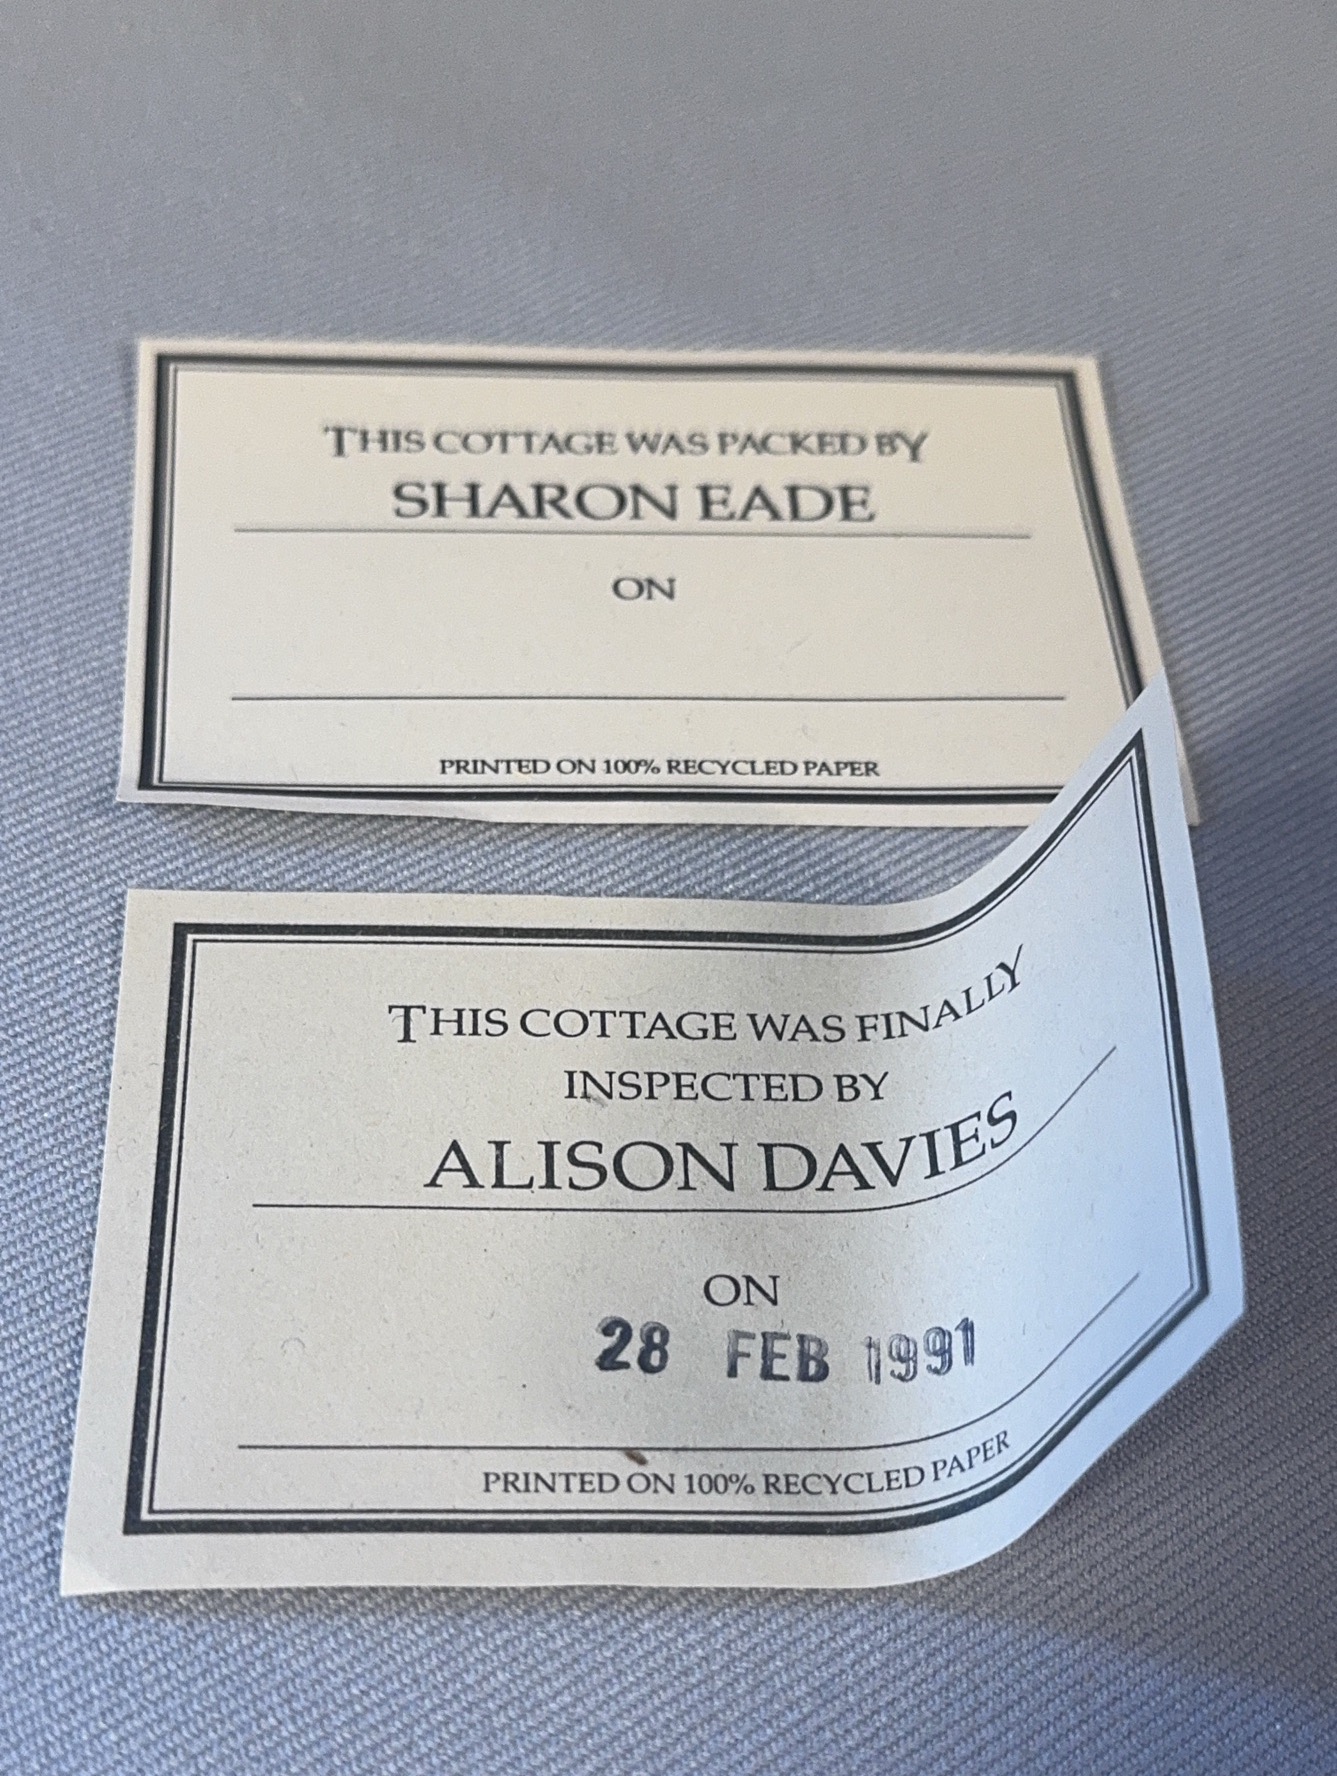 THIS COTTAGE WAS PACKED BY
SHARON EADE
ON
PRINTED ON 100% RECYCLED PAPER
THIS COTTAGE WAS FINALLY
INSPECTED BY
ALISON DAVIES
ON
28 FEB 1991
PRINTED ON 100% RECYCLED PAPER